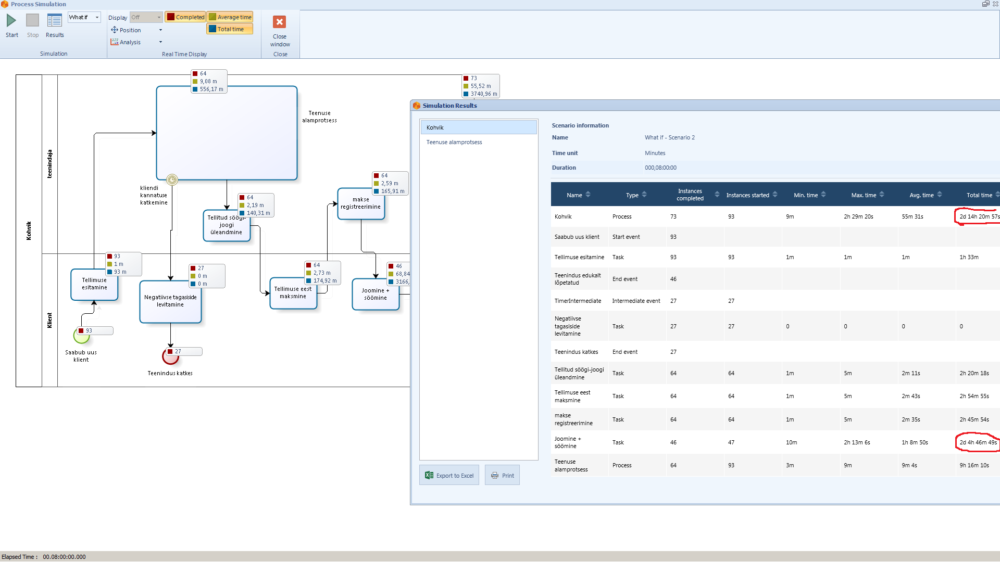 Process Simulation
Start
Stop
Results
What if
Simulation
Display
Off
Position
Analysis
Completed
Average time
Total time
Real Time Display
Close
window
Close
Kohvik
teenindaja
Klient
64
9,08 m
556,17 m
Teenuse
alamprotsess
73
55,52 m
3740,96 m
kliendi
kannatuse
katkemine
64
2,19 m
140,31 m
Tellitud söögi-
joogi
üleandmine
64
2,59 m
165,91 m
makse
registreerimine
93
1 m
93 m
Tellimuse
esitamine
27
0 m
0 m
Negatiivse tagasiside
levitamine
64
2,73 m
174,92 m
Tellimuse eest
maksmine
46
68,84
3166,
Joomine +
söömine
93
Saabub uus
klient
27
Teenindus katkes
Simulation Results
Kohvik
Teenuse alamprotsess
Export to Excel
Print
Scenario information
Name What if - Scenario 2
Time unit Minutes
Duration 000,08:00:00
Name Type Instances completed Instances started Min. time Max. time Avg. time Total time
Kohvik Process 73 93 9m 2h 29m 20s 55m 31s 2d 14h 20m 57s
Saabub uus klient Start event 93
Tellimuse esitamine Task 93 93 1m 1m 1m 1h 33m
Teenindus edukalt
lõpetatud End event 46
TimerIntermediate Intermediate event 27 27
Negatiivse
tagasiside
levitamine Task 27 27 0 0 0 0
Teenindus katkes End event 27
Tellitud söögi-joogi
üleandmine Task 64 64 1m 5m 2m 11s 2h 20m 18s
Tellimuse eest
maksmine Task 64 64 1m 5m 2m 43s 2h 54m 55s
makse
registreerimine Task 64 64 1m 5m 2m 35s 2h 45m 54s
Joomine +
söömine Task 46 47 10m 2h 13m 6s 1h 8m 50s 2d 4h 46m 49s
Teenuse
alamprotsess Process 64 93 3m 9m 9m 4s 9h 16m 10s
Elapsed Time : 00.08:00:00.000